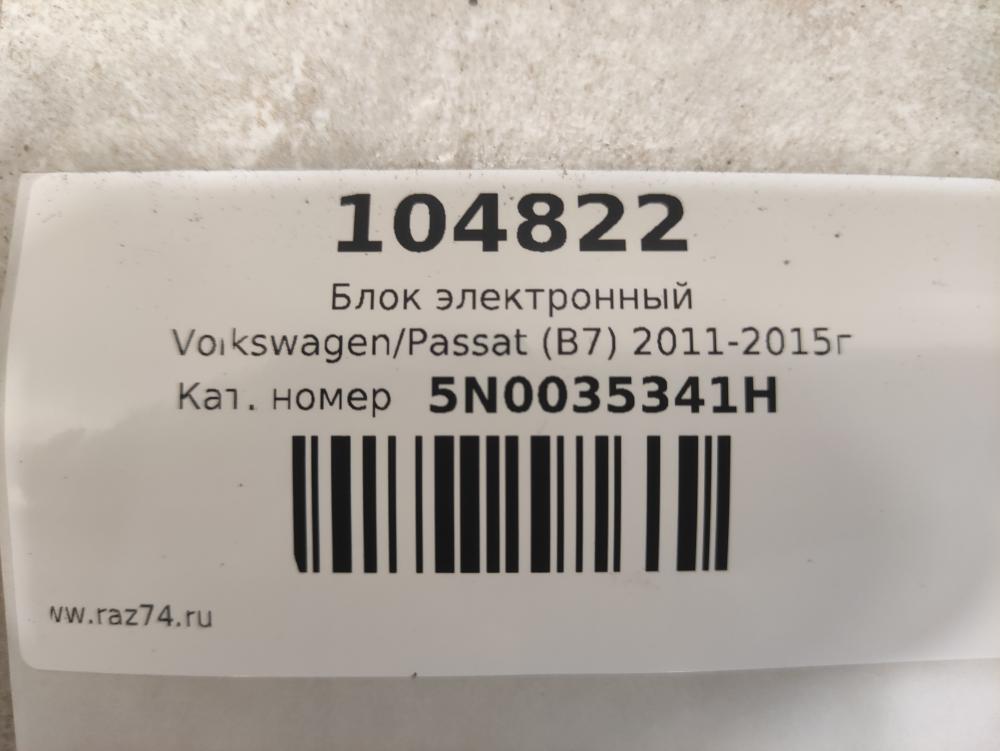 104822
Блок электронный
Volkswagen/Passat (B7) 2011-2015г
Кат. номер 5N0035341H
ww.raz74.ru